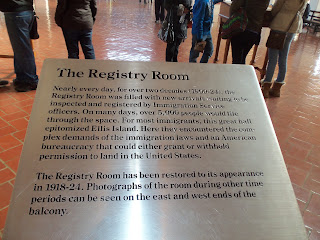 The Registry Room
Nearly every day, for over two decades (1900-24), the
Registry Room was filled with new arrivals waiting to be
inspected and registered by Immigration Service
officers. On many days, over 5,000 people would file
through the space. For most immigrants, this great hall
epitomized Ellis Island. Here they encountered the com-
plex demands of the immigration laws and an American
bureaucracy that could either grant or withhold
permission to land in the United States.
The Registry Room has been restored to its appearance
in 1918-24. Photographs of the room during other time
periods can be seen on the east and west ends of the
balcony.